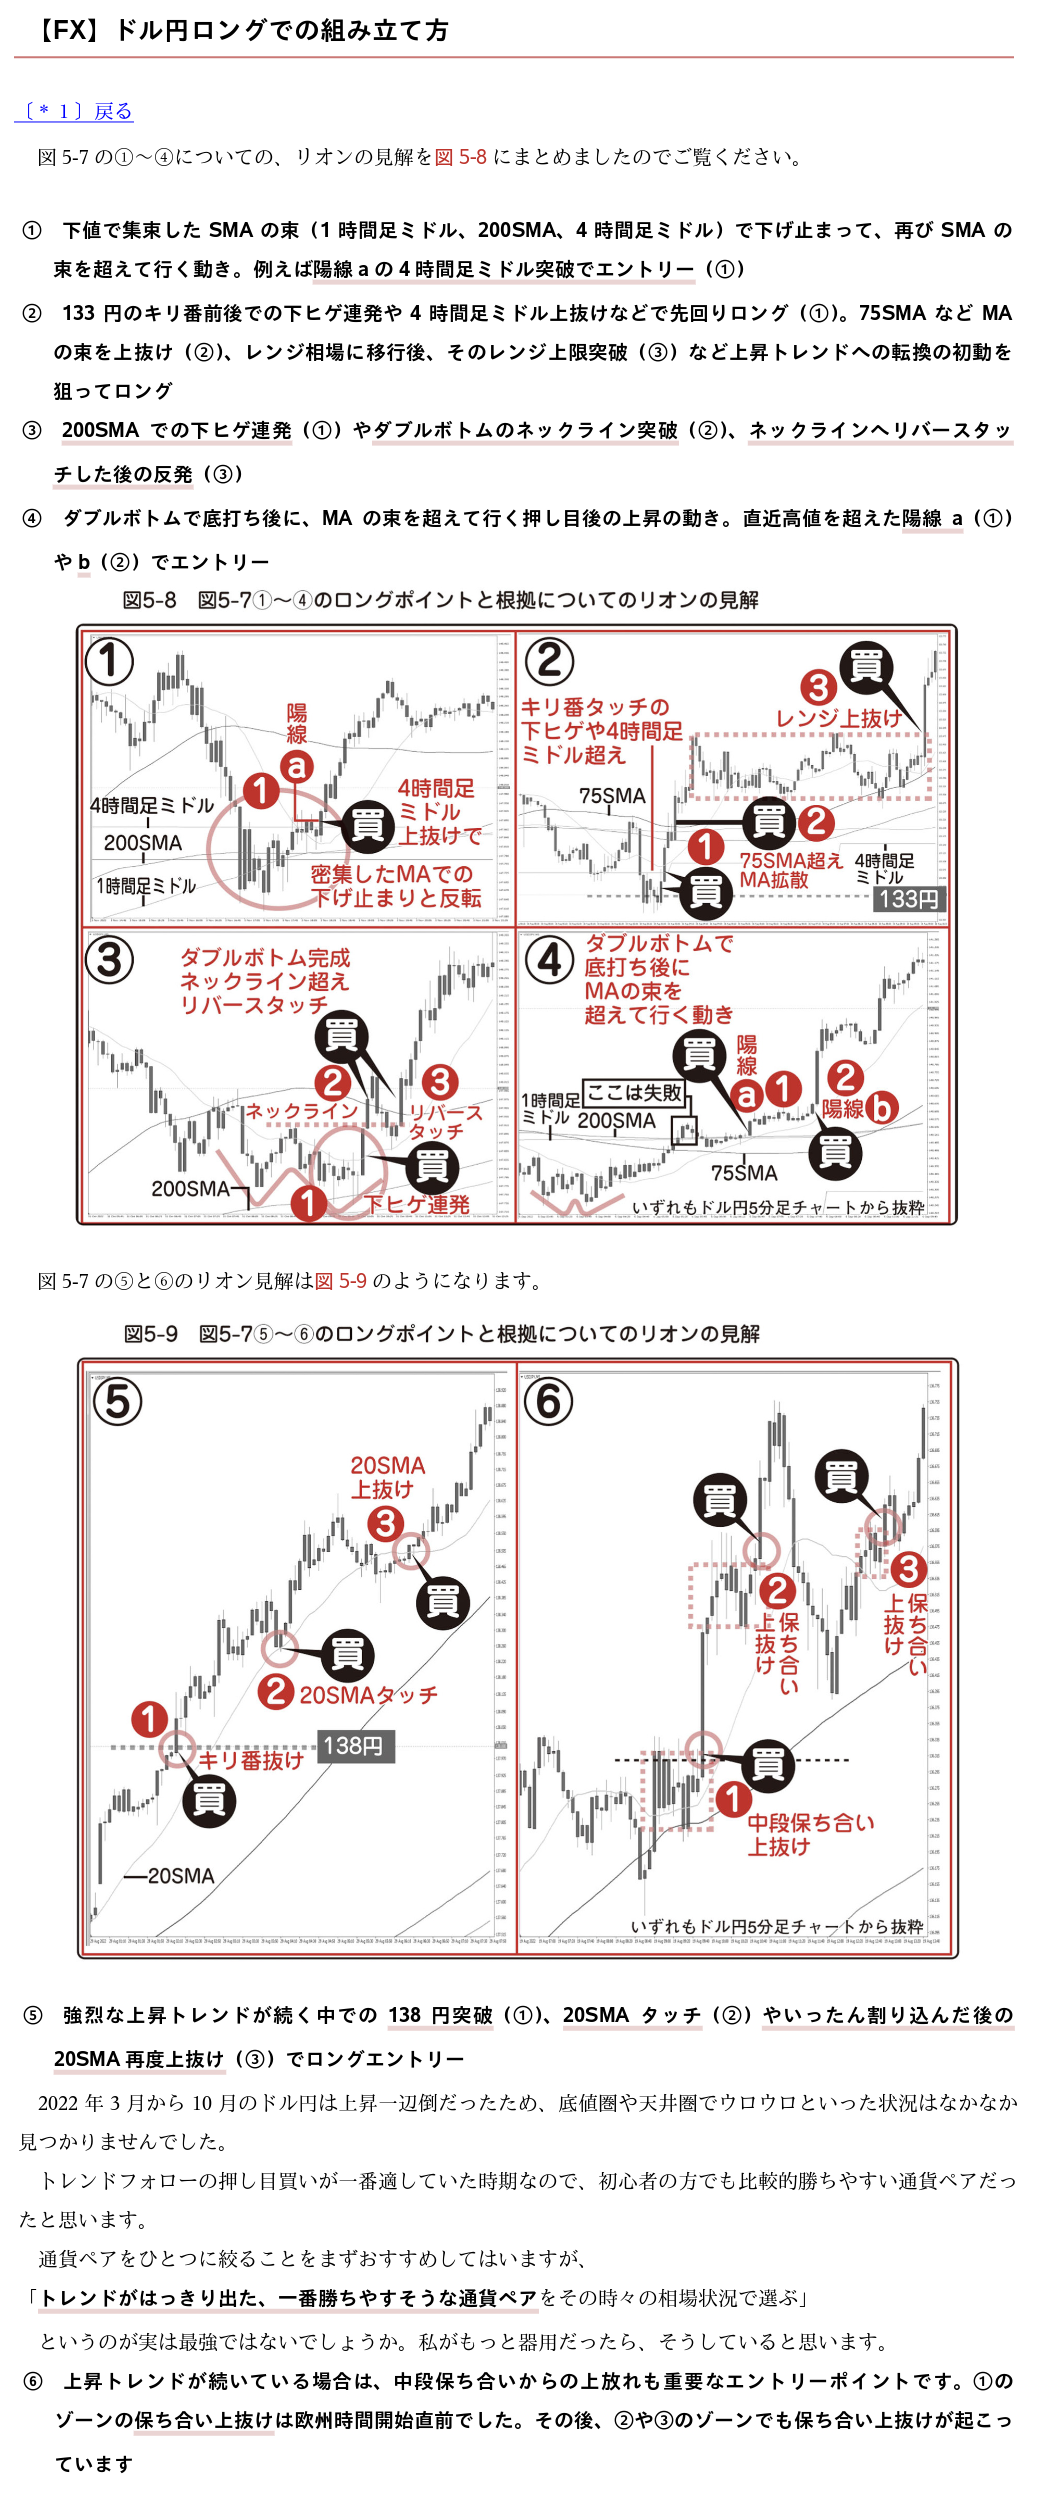 【FX】ドル円ロングでの組み立て方
〔＊１〕戻る
図 5-7 の①～④についての、リオンの見解を図 5-8 にまとめましたのでご覧ください。
① 下値で集束した SMA の束（1 時間足ミドル、200SMA、4 時間足ミドル）で下げ止まって、再び SMA の
束を超えて行く動き。例えば陽線 a の 4 時間足ミドル突破でエントリー（①）
② 133 円のキリ番前後での下ヒゲ連発や 4 時間足ミドル上抜けなどで先回りロング（①）。75SMA など MA
の束を上抜け（②）、レンジ相場に移行後、そのレンジ上限突破（③）など上昇トレンドへの転換の初動を
狙ってロング
③ 200SMA での下ヒゲ連発（①）やダブルボトムのネックライン突破（②）、ネックラインへリバースタッ
チした後の反発（③）
④ ダブルボトムで底打ち後に、MA の束を超えて行く押し目後の上昇の動き。直近高値を超えた陽線 a（①）
や b（②）でエントリー
図5-8 図5-7①～④のロングポイントと根拠についてのリオンの見解
①
陽線
a
1
買
4時間足
ミドル
上抜けで
4時間足ミドル
200SMA
1時間足ミドル
密集したMAでの
下げ止まりと反転
②
キリ番タッチの
下ヒゲや4時間足
ミドル超え
買
3
レンジ上抜け
75SMA
買
2
1
75SMA超え
MA拡散
4時間足
ミドル
買
133円
③
ダブルボトム完成
ネックライン超え
リバースタッチ
買
2
3
ネックライン
リバース
タッチ
買
200SMA
1
下ヒゲ連発
④
ダブルボトムで
底打ち後に
MAの束を
超えて行く動き
買
陽線
a
1
2
陽線b
1時間足
ミドル
ここは失敗
200SMA
買
75SMA
いずれもドル円5分足チャートから抜粋
図 5-7 の⑤と⑥のリオン見解は図 5-9 のようになります。
図5-9 図5-7⑤～⑥のロングポイントと根拠についてのリオンの見解
⑤
20SMA
上抜け
3
買
買
2
20SMAタッチ
1
キリ番抜け
138円
買
20SMA
⑥
買
買
2
保ち合い
上抜け
3
保ち合い
上抜け
買
1
中段保ち合い
上抜け
いずれもドル円5分足チャートから抜粋
⑤ 強烈な上昇トレンドが続く中での 138 円突破（①）、20SMA タッチ（②）やいったん割り込んだ後の
20SMA 再度上抜け（③）でロングエントリー
2022 年 3 月から 10 月のドル円は上昇一辺倒だったため、底値圏や天井圏でウロウロといった状況はなかなか
見つかりませんでした。
トレンドフォローの押し目買いが一番適していた時期なので、初心者の方でも比較的勝ちやすい通貨ペアだっ
たと思います。
通貨ペアをひとつに絞ることをまずおすすめしてはいますが、
「トレンドがはっきり出た、一番勝ちやすそうな通貨ペアをその時々の相場状況で選ぶ」
というのが実は最強ではないでしょうか。私がもっと器用だったら、そうしていると思います。
⑥ 上昇トレンドが続いている場合は、中段保ち合いからの上放れも重要なエントリーポイントです。①の
ゾーンの保ち合い上抜けは欧州時間開始直前でした。その後、②や③のゾーンでも保ち合い上抜けが起こっ
ています